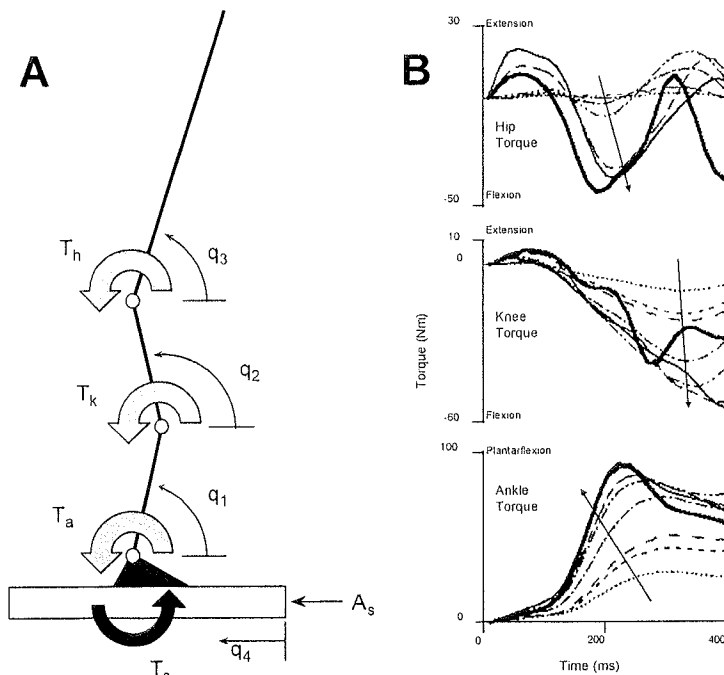 A
T_h
q_3
T_k
q_2
T_a
q_1
A_s
q_4
B
30
Extension
Hip
Torque
-50
Flexion
10
Extension
0
Knee
Torque
Torque (Nm)
-60
Flexion
100
Plantarflexion
Ankle
Torque
0
0
200
400
Time (ms)